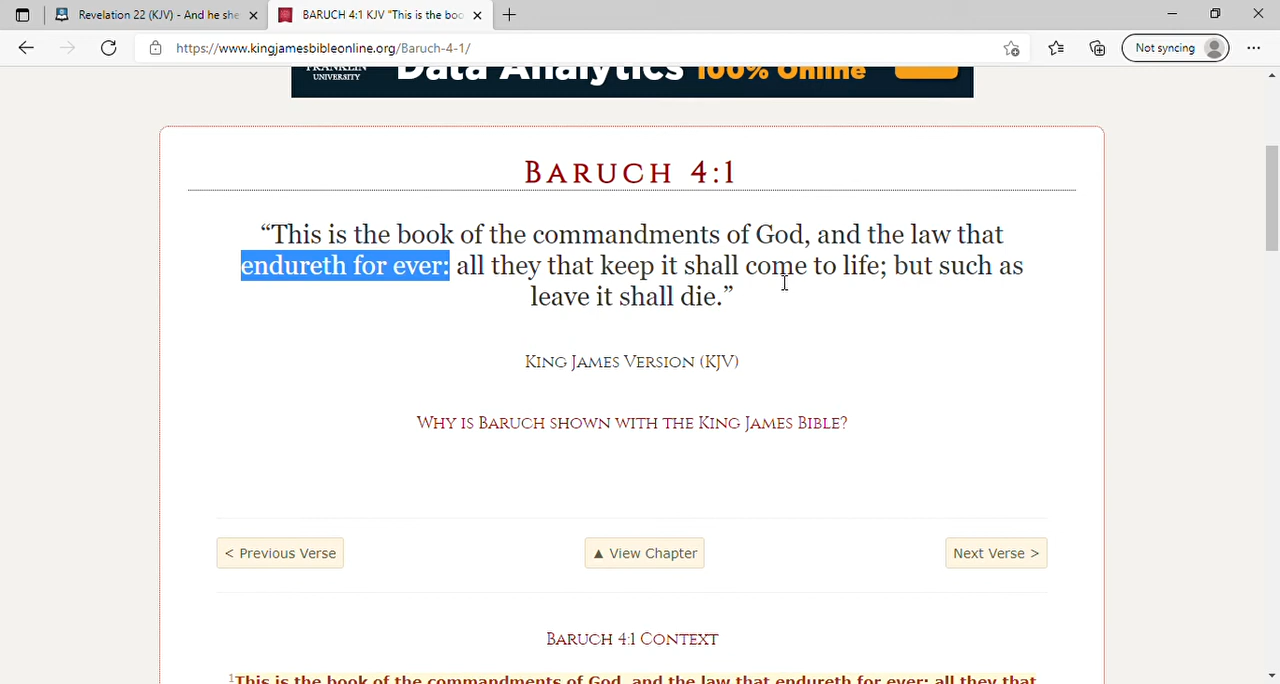 Revelation 22 (KJV) - And he she
BARUCH 4:1 KJV "This is the boo
https://www.kingjamesbibleonline.org/Baruch-4-1/
Not syncing
FRANKLIN
UNIVERSITY
Data Analytics 100% Online
BARUCH 4:1
“This is the book of the commandments of God, and the law that
endureth for ever: all they that keep it shall come to life; but such as
leave it shall die.”
KING JAMES VERSION (KJV)
WHY IS BARUCH SHOWN WITH THE KING JAMES BIBLE?
< Previous Verse
▲ View Chapter
Next Verse >
BARUCH 4:1 CONTEXT
1This is the book of the commandments of God, and the law that endureth for ever: all they that